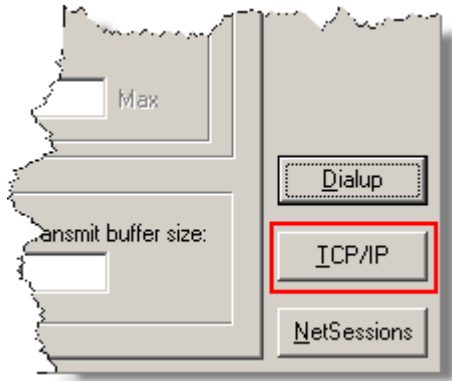 Max
Dialup
ansmit buffer size:
TCP/IP
NetSessions